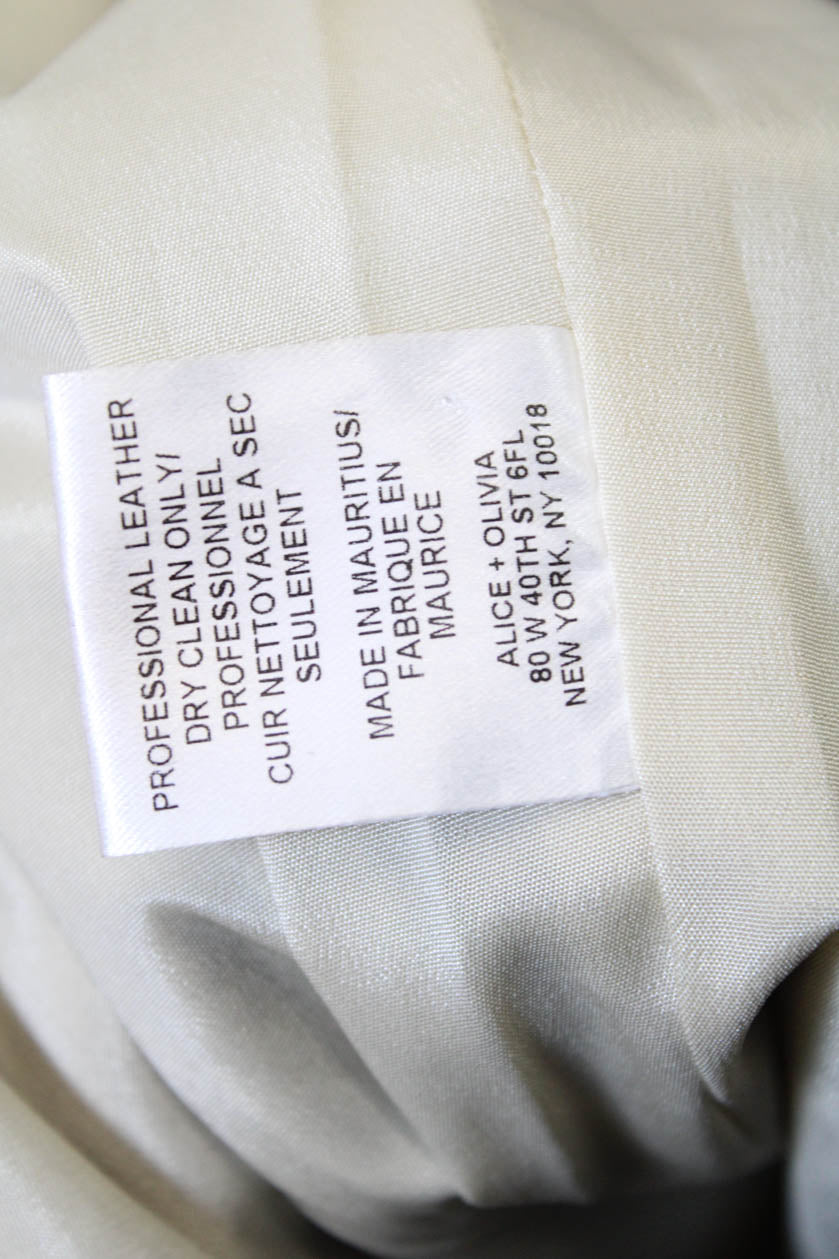 PROFESSIONAL LEATHER
DRY CLEAN ONLY/
PROFESSIONNEL
CUIR NETTOYAGE A SEC
SEULEMENT
MADE IN MAURITIUS/
FABRIQUE EN
MAURICE
ALICE + OLIVIA
80 W 40TH ST 6FL
NEW YORK, NY 10018